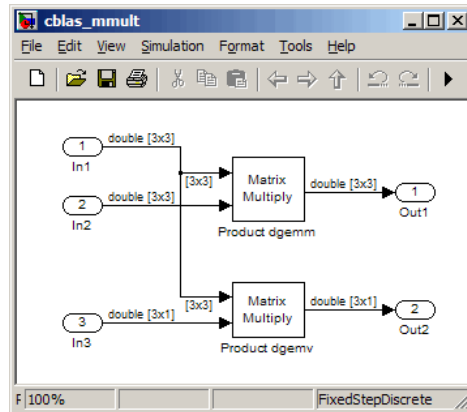 cblas_mmult
File Edit View Simulation Format Tools Help
double [3x3]
1
In1
[3x3]
Matrix
Multiply
double [3x3]
1
Out1
double [3x3]
2
In2
Product dgemm
[3x3]
Matrix
Multiply
double [3x1]
2
Out2
double [3x1]
3
In3
Product dgemv
F 100%
FixedStepDiscrete